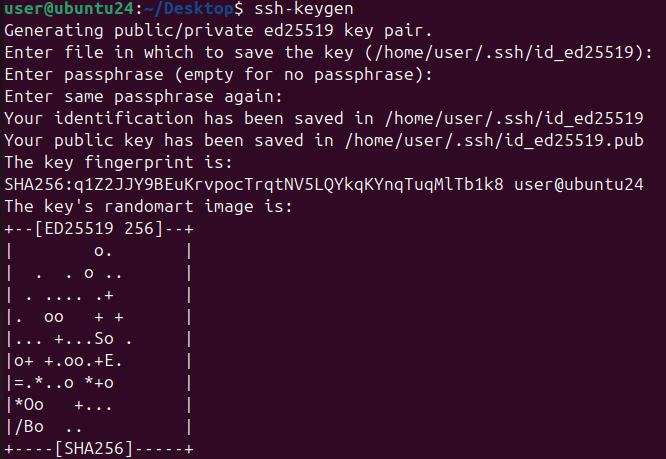 user@ubuntu24:~/Desktop$ ssh-keygen
Generating public/private ed25519 key pair.
Enter file in which to save the key (/home/user/.ssh/id_ed25519):
Enter passphrase (empty for no passphrase):
Enter same passphrase again:
Your identification has been saved in /home/user/.ssh/id_ed25519
Your public key has been saved in /home/user/.ssh/id_ed25519.pub
The key fingerprint is:
SHA256:q1Z2JJY9BEuKrvpocTrqtNV5LQYkqKYnqTuqMlTb1k8 user@ubuntu24
The key's randomart image is:
+--[ED25519 256]--+
|        o.       |
|  .  . o ..      |
| . .... .+       |
|.  oo   + +      |
|... +...So .     |
|o+ +.oo.+E.      |
|=.*..o *+o       |
|*Oo   +...       |
|/Bo  ..          |
+----[SHA256]-----+